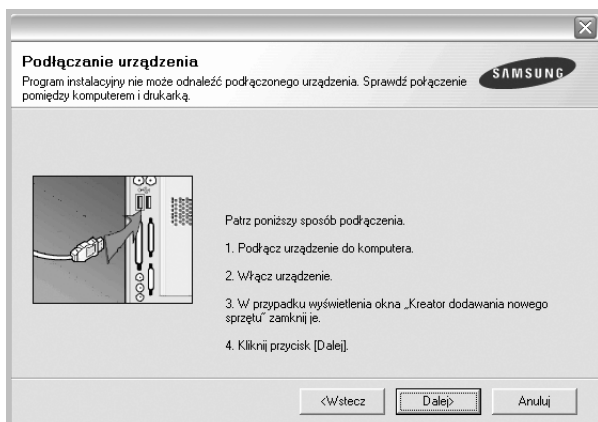 Podłączanie urządzenia
Program instalacyjny nie może odnaleźć podłączonego urządzenia. Sprawdź połączenie
pomiędzy komputerem i drukarką.
SAMSUNG
Patrz poniższy sposób podłączenia.
1. Podłącz urządzenie do komputera.
2. Włącz urządzenie.
3. W przypadku wyświetlenia okna „Kreator dodawania nowego
sprzętu” zamknij je.
4. Kliknij przycisk [Dalej].
<Wstecz
Dalej>
Anuluj